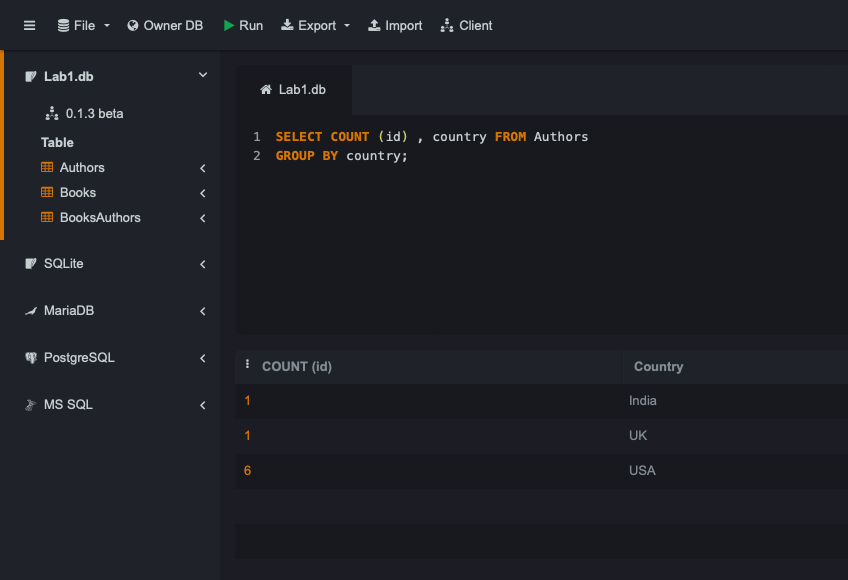 File Owner DB Run Export Import Client
Lab1.db
0.1.3 beta
Table
Authors
Books
BooksAuthors
SQLite
MariaDB
PostgreSQL
MS SQL
Lab1.db
1 SELECT COUNT (id) , country FROM Authors
2 GROUP BY country;
COUNT (id) Country
1 India
1 UK
6 USA